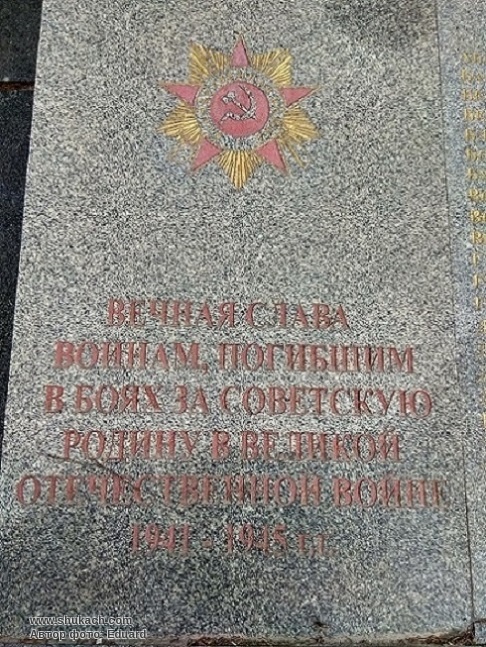 ВЕЧНАЯ СЛАВА
ВОИНАМ, ПОГИБШИМ
В БОЯХ ЗА СОВЕТСКУЮ
РОДИНУ В ВЕЛИКОЙ
ОТЕЧЕСТВЕННОЙ ВОЙНЕ
1941 - 1945 г.г.
www.shukach.com
Автор фото: Eduard